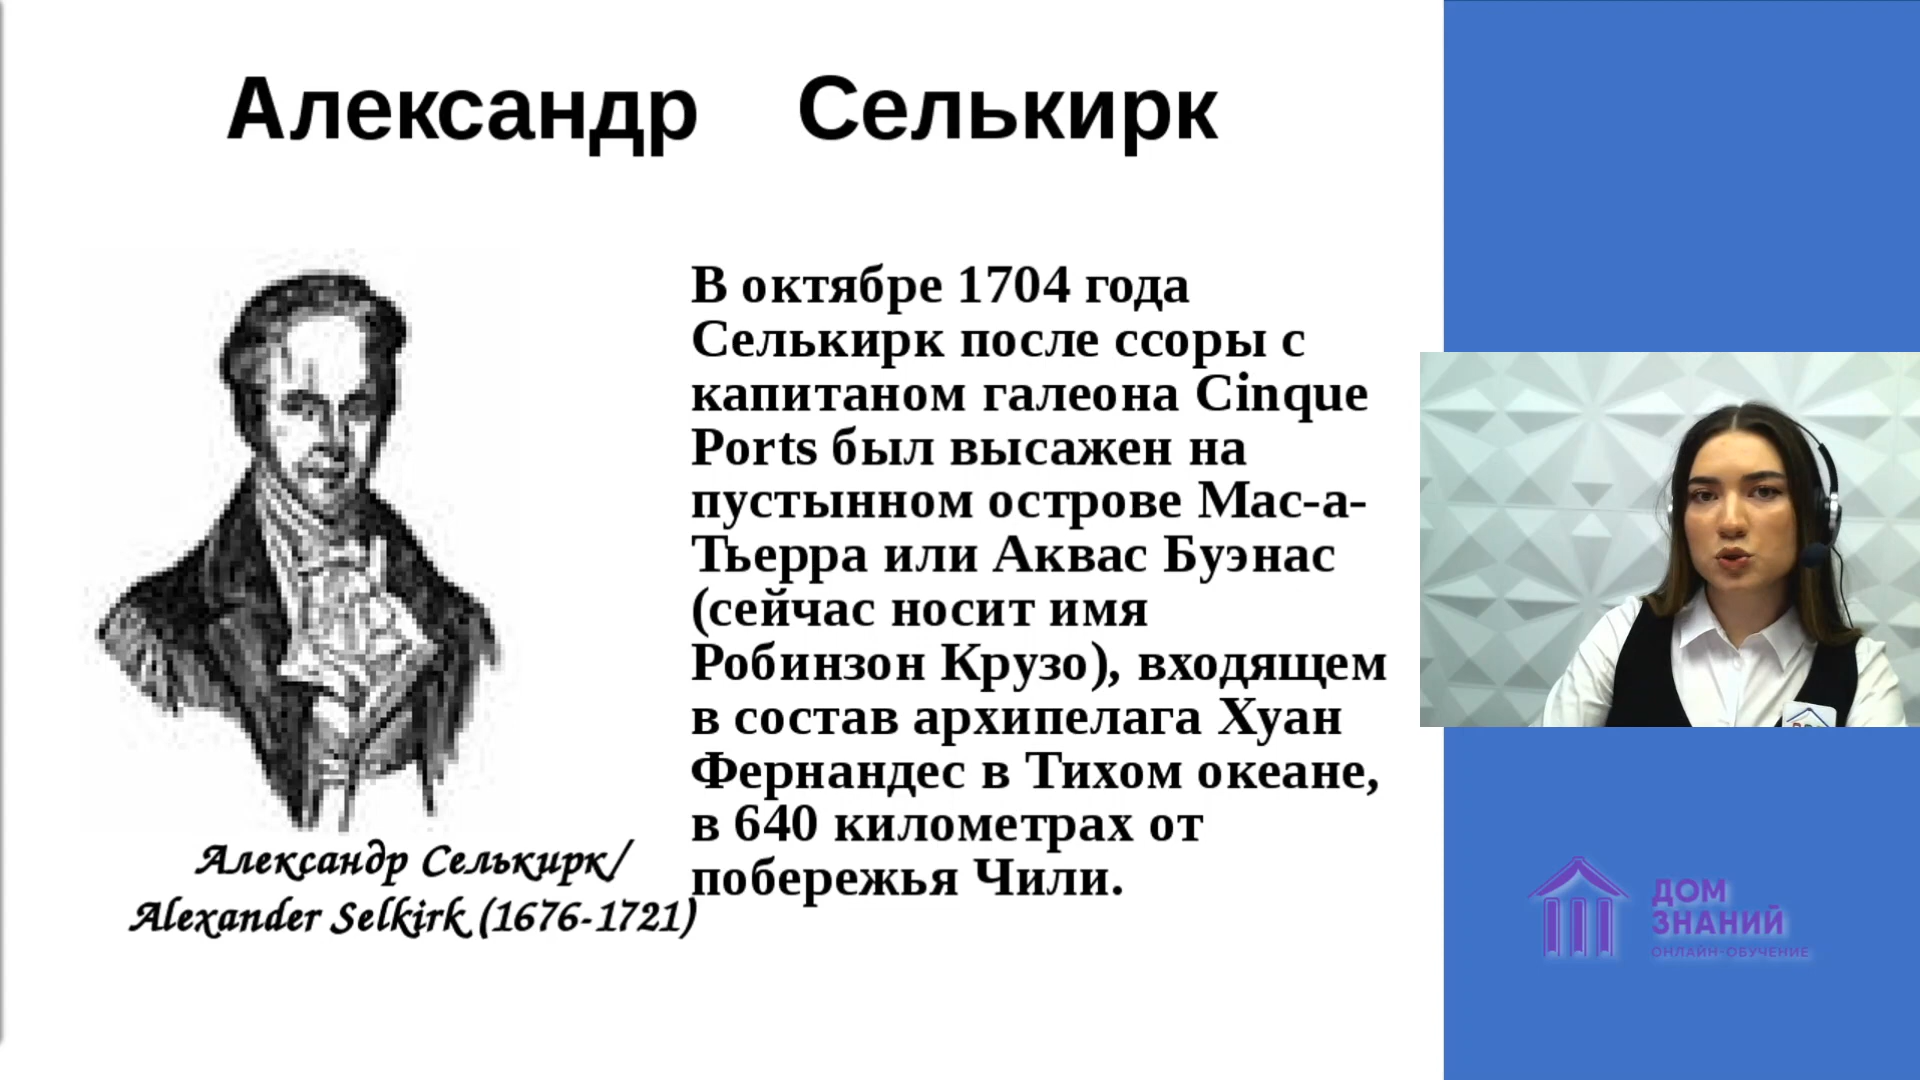 Александр Селькирк
В октябре 1704 года
Селькирк после ссоры с
капитаном галеона Cinque
Ports был высажен на
пустынном острове Мас-а-
Тьерра или Аквас Буэнас
(сейчас носит имя
Робинзон Крузо), входящем
в состав архипелага Хуан
Фернандес в Тихом океане,
в 640 километрах от
побережья Чили.
Александр Селькирк/
Alexander Selkirk (1676-1721)
ДОМ
ЗНАНИЙ
ОНЛАЙН-ОБУЧЕНИЕ